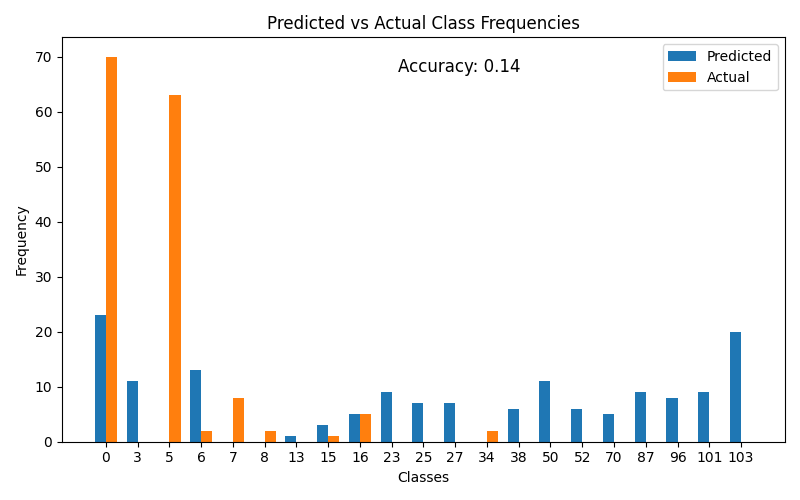 Predicted vs Actual Class Frequencies
Accuracy: 0.14
Predicted
Actual
70
60
50
40
30
20
10
0
Frequency
0 3 5 6 7 8 13 15 16 23 25 27 34 38 50 52 70 87 96 101 103
Classes